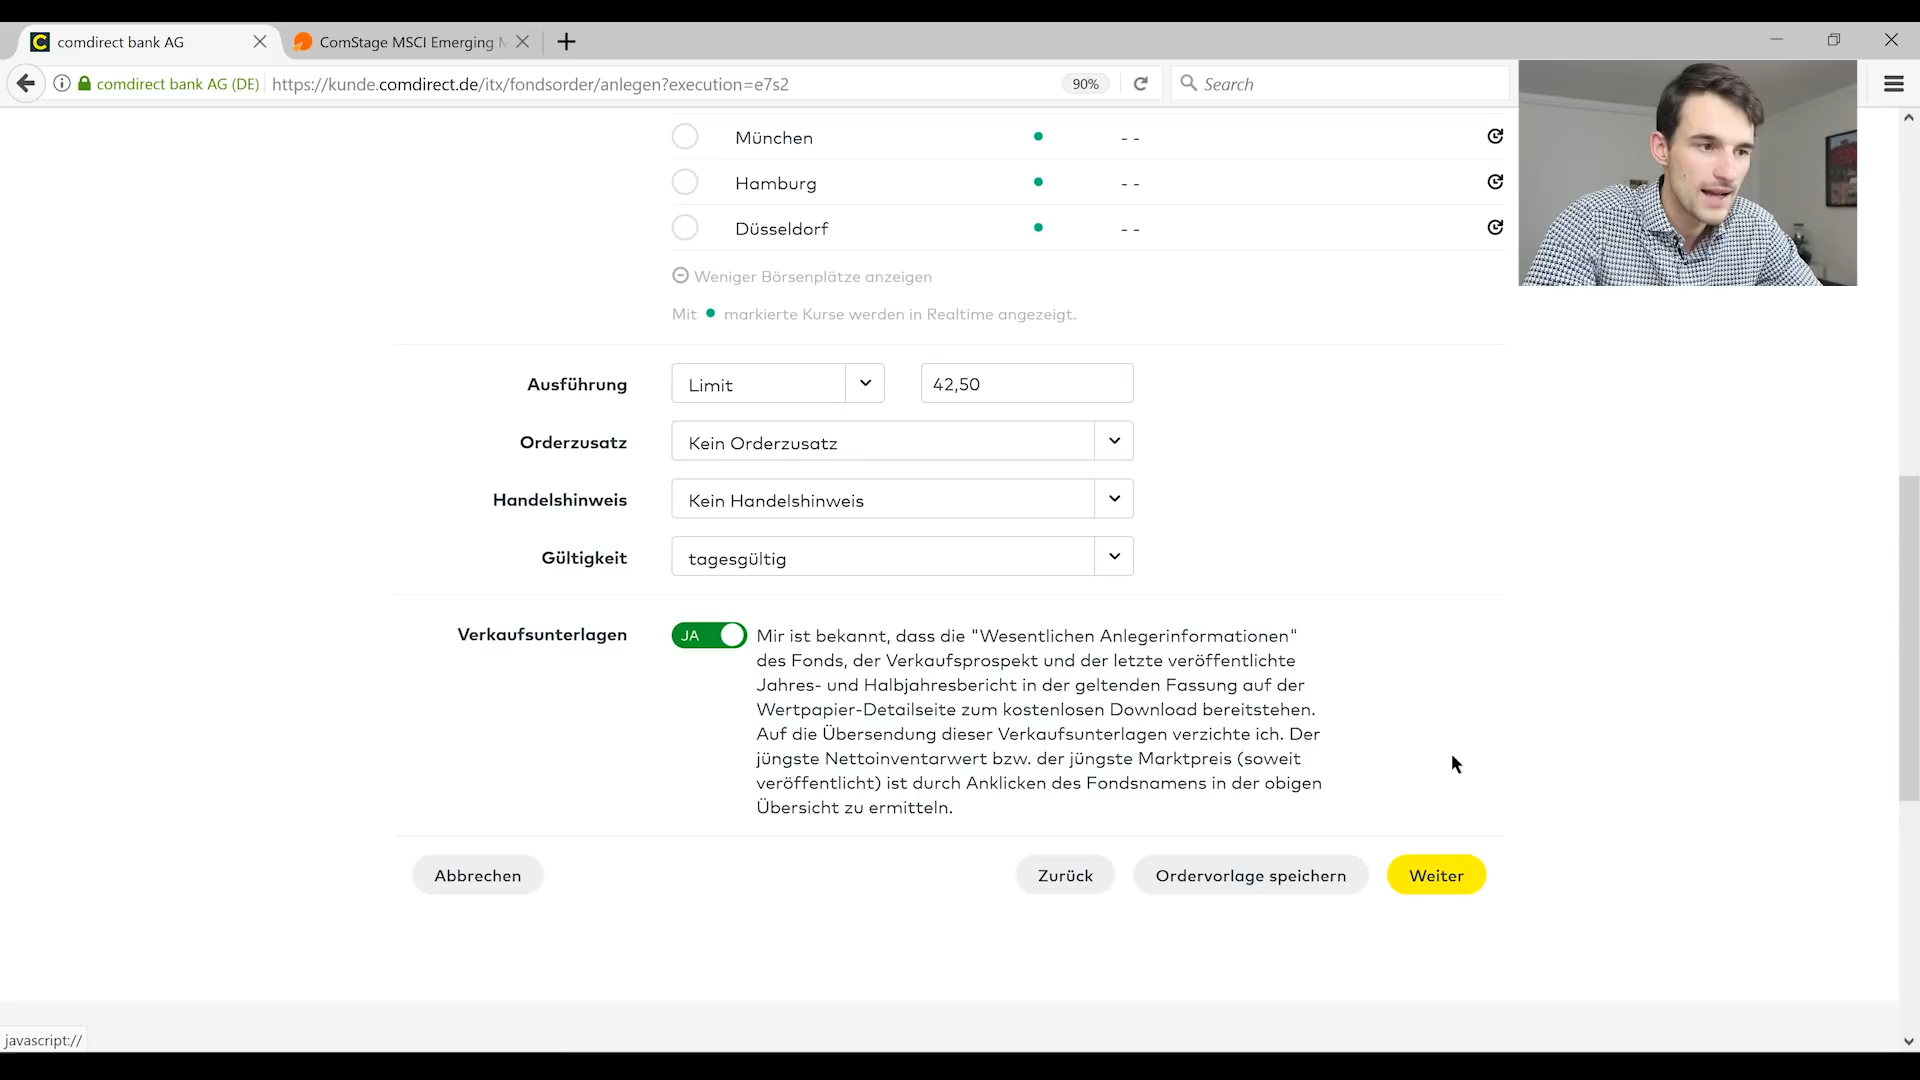 comdirect bank AG
ComStage MSCI Emerging M
comdirect bank AG (DE)
https://kunde.comdirect.de/itx/fondsorder/anlegen?execution=e7s2
90%
Search
München - -
Hamburg - -
Düsseldorf - -
Weniger Börsenplätze anzeigen
Mit markierte Kurse werden in Realtime angezeigt.
Ausführung Limit 42,50
Orderzusatz Kein Orderzusatz
Handelshinweis Kein Handelshinweis
Gültigkeit tagesgültig
Verkaufsunterlagen JA Mir ist bekannt, dass die "Wesentlichen Anlegerinformationen"
des Fonds, der Verkaufsprospekt und der letzte veröffentlichte
Jahres- und Halbjahresbericht in der geltenden Fassung auf der
Wertpapier-Detailseite zum kostenlosen Download bereitstehen.
Auf die Übersendung dieser Verkaufsunterlagen verzichte ich. Der
jüngste Nettoinventarwert bzw. der jüngste Marktpreis (soweit
veröffentlicht) ist durch Anklicken des Fondsnamens in der obigen
Übersicht zu ermitteln.
Abbrechen Zurück Ordervorlage speichern Weiter
javascript://